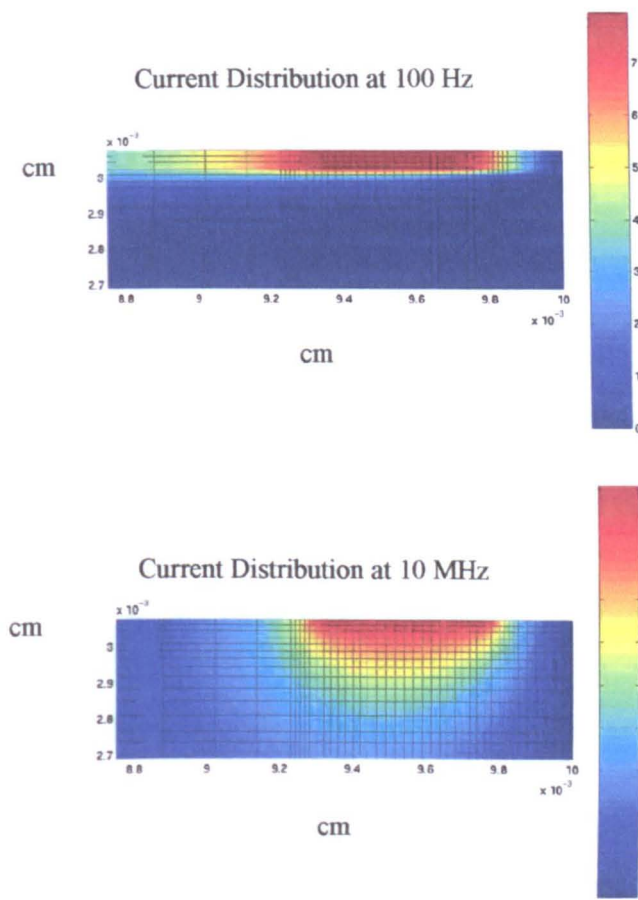 Current Distribution at 100 Hz
7
6
5
4
3
2
1
0
x 10⁻³
cm
3
2.9
2.8
2.7
8.8 9 9.2 9.4 9.6 9.8 10
x 10⁻³
cm
Current Distribution at 10 MHz
x 10⁻³
cm
3
2.9
2.8
2.7
8.8 9 9.2 9.4 9.6 9.8 10
x 10⁻³
cm